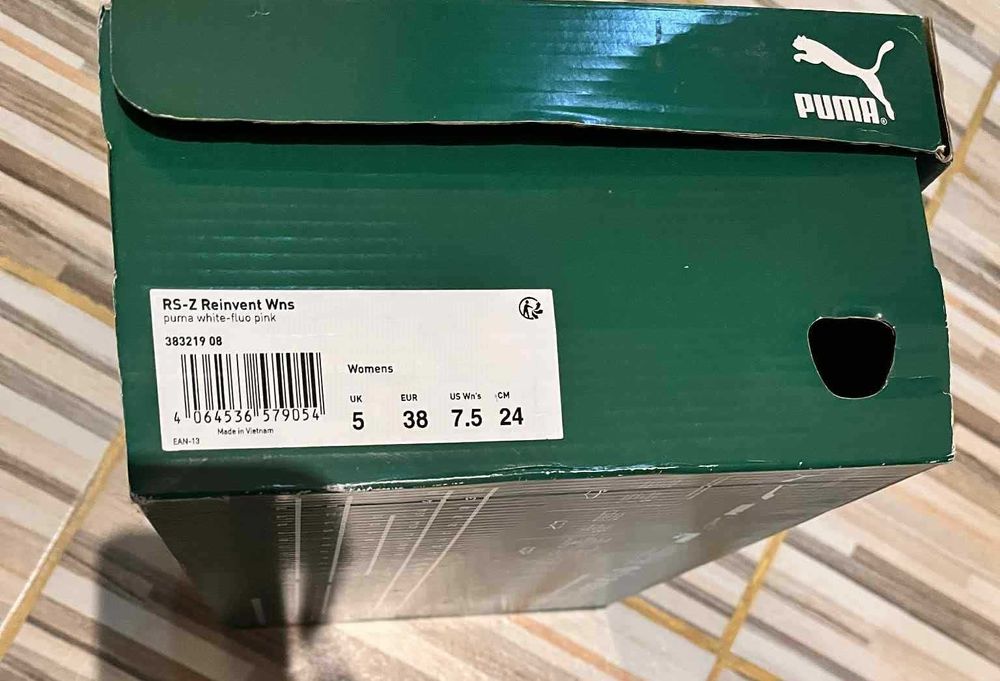 PUMA®
RS-Z Reinvent Wns
puma white-fluo pink
383219 08
4 064536 579054
Made in Vietnam
EAN-13
Womens
UK EUR US Wn's CM
5 38 7.5 24